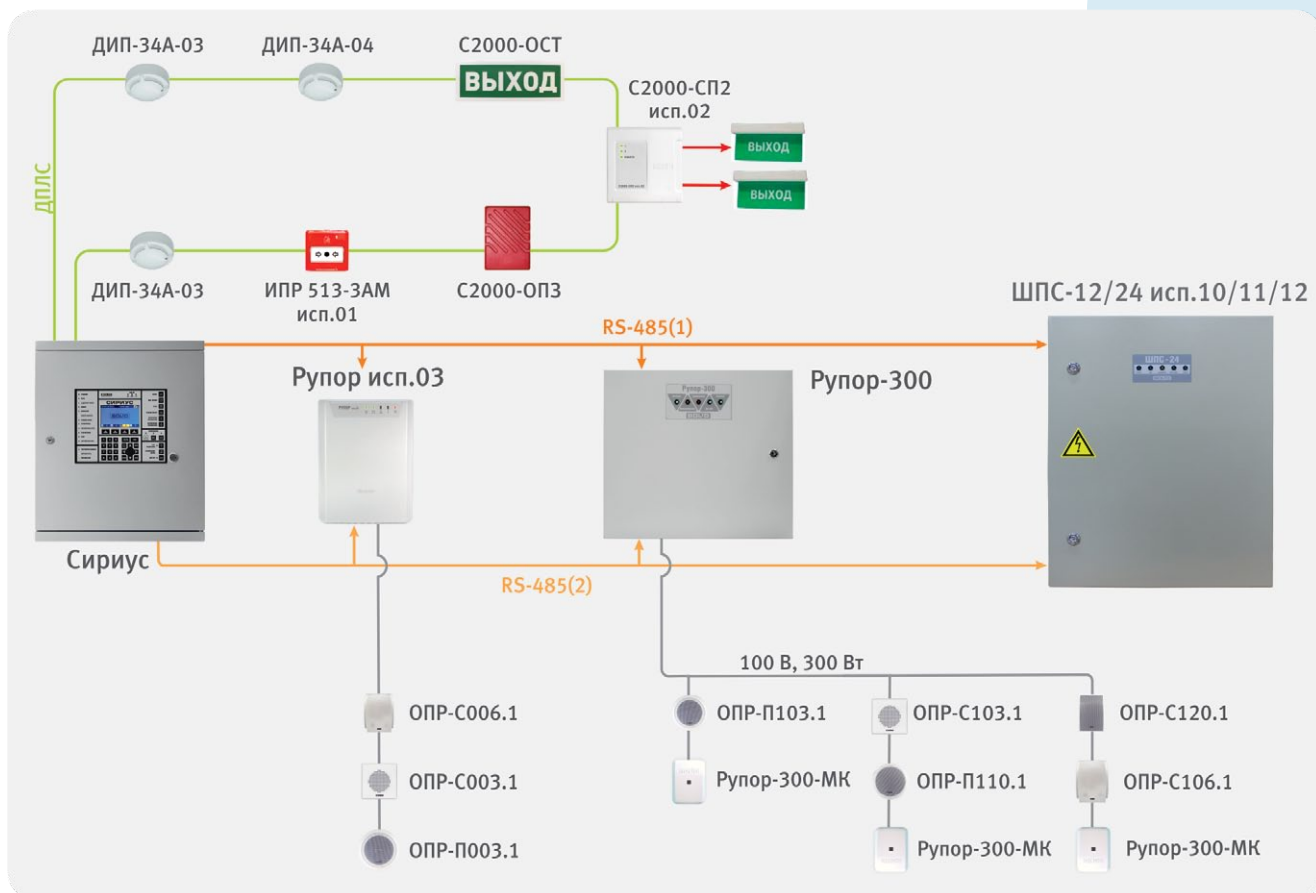 ДИП-34А-03
ДИП-34А-04
С2000-ОСТ
ВЫХОД
С2000-СП2
исп.02
ВЫХОД
ВЫХОД
ДПЛС
ДИП-34А-03
ИПР 513-3АМ
исп.01
С2000-ОПЗ
ШПС-12/24 исп.10/11/12
RS-485(1)
Рупор исп.03
Рупор-300
СИРИУС
Рупор-300
ШПС-24
Сириус
RS-485(2)
100 В, 300 Вт
ОПР-С006.1
ОПР-П103.1
ОПР-С103.1
ОПР-С120.1
ОПР-С003.1
Рупор-300-МК
ОПР-П110.1
ОПР-С106.1
ОПР-П003.1
Рупор-300-МК
Рупор-300-МК